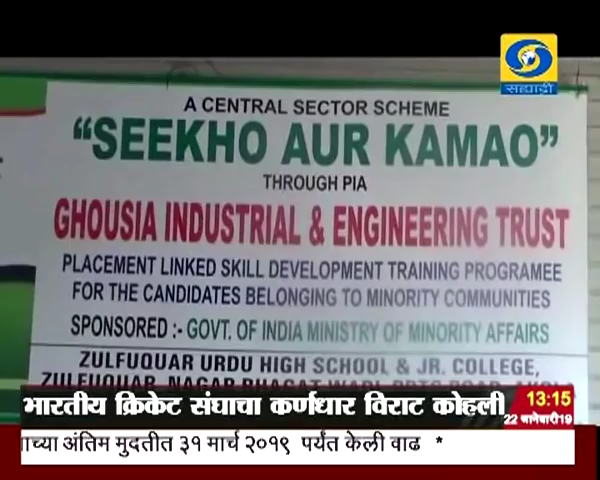 सह्याद्री
A CENTRAL SECTOR SCHEME
"SEEKHO AUR KAMAO"
THROUGH PIA
GHOUSIA INDUSTRIAL & ENGINEERING TRUST
PLACEMENT LINKED SKILL DEVELOPMENT TRAINING PROGRAMEE
FOR THE CANDIDATES BELONGING TO MINORITY COMMUNITIES
SPONSORED :- GOVT. OF INDIA MINISTRY OF MINORITY AFFAIRS
ZULFUQUAR URDU HIGH SCHOOL & JR. COLLEGE,
ZULFUQUAR NAGAR
भारतीय क्रिकेट संघाचा कर्णधार विराट कोहली
13:15
22 जानेवारी19
च्या अंतिम मुदतीत ३१ मार्च २०१९ पर्यंत केली वाढ *